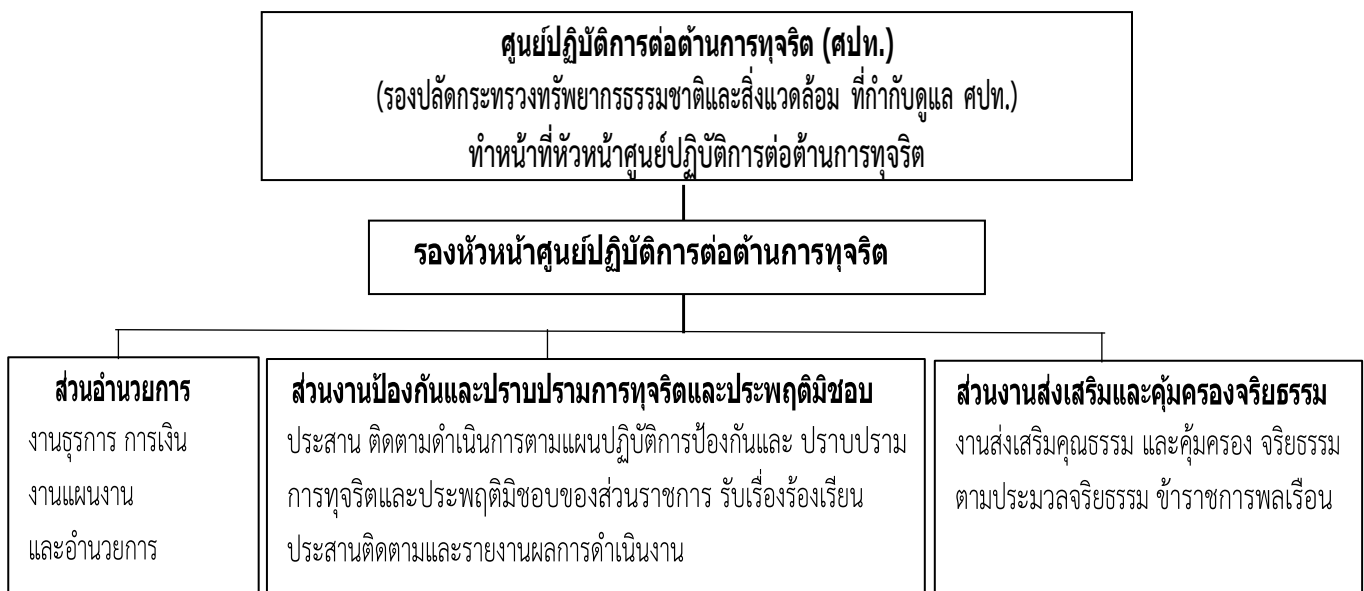 ศูนย์ปฏิบัติการต่อต้านการทุจริต (ศปท.)
(รองปลัดกระทรวงทรัพยากรธรรมชาติและสิ่งแวดล้อม ที่กำกับดูแล ศปท.)
ทำหน้าที่หัวหน้าศูนย์ปฏิบัติการต่อต้านการทุจริต
รองหัวหน้าศูนย์ปฏิบัติการต่อต้านการทุจริต
ส่วนอำนวยการ
งานธุรการ การเงิน
งานแผนงาน
และอำนวยการ
ส่วนงานป้องกันและปราบปรามการทุจริตและประพฤติมิชอบ
ประสาน ติดตามดำเนินการตามแผนปฏิบัติการป้องกันและ ปราบปราม
การทุจริตและประพฤติมิชอบของส่วนราชการ รับเรื่องร้องเรียน
ประสานติดตามและรายงานผลการดำเนินงาน
ส่วนงานส่งเสริมและคุ้มครองจริยธรรม
งานส่งเสริมคุณธรรม และคุ้มครอง จริยธรรม
ตามประมวลจริยธรรม ข้าราชการพลเรือน